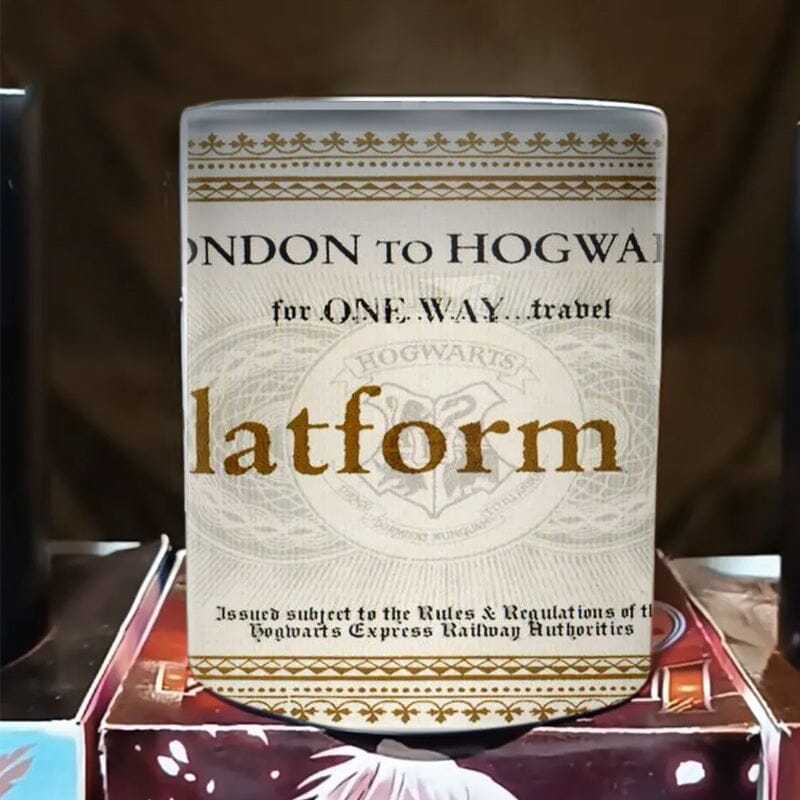 ONDON TO HOGWA
for ONE WAY...travel
HOGWARTS
latform
Issued subject to the Rules & Regulations of th
Hogwarts Express Railway Authorities